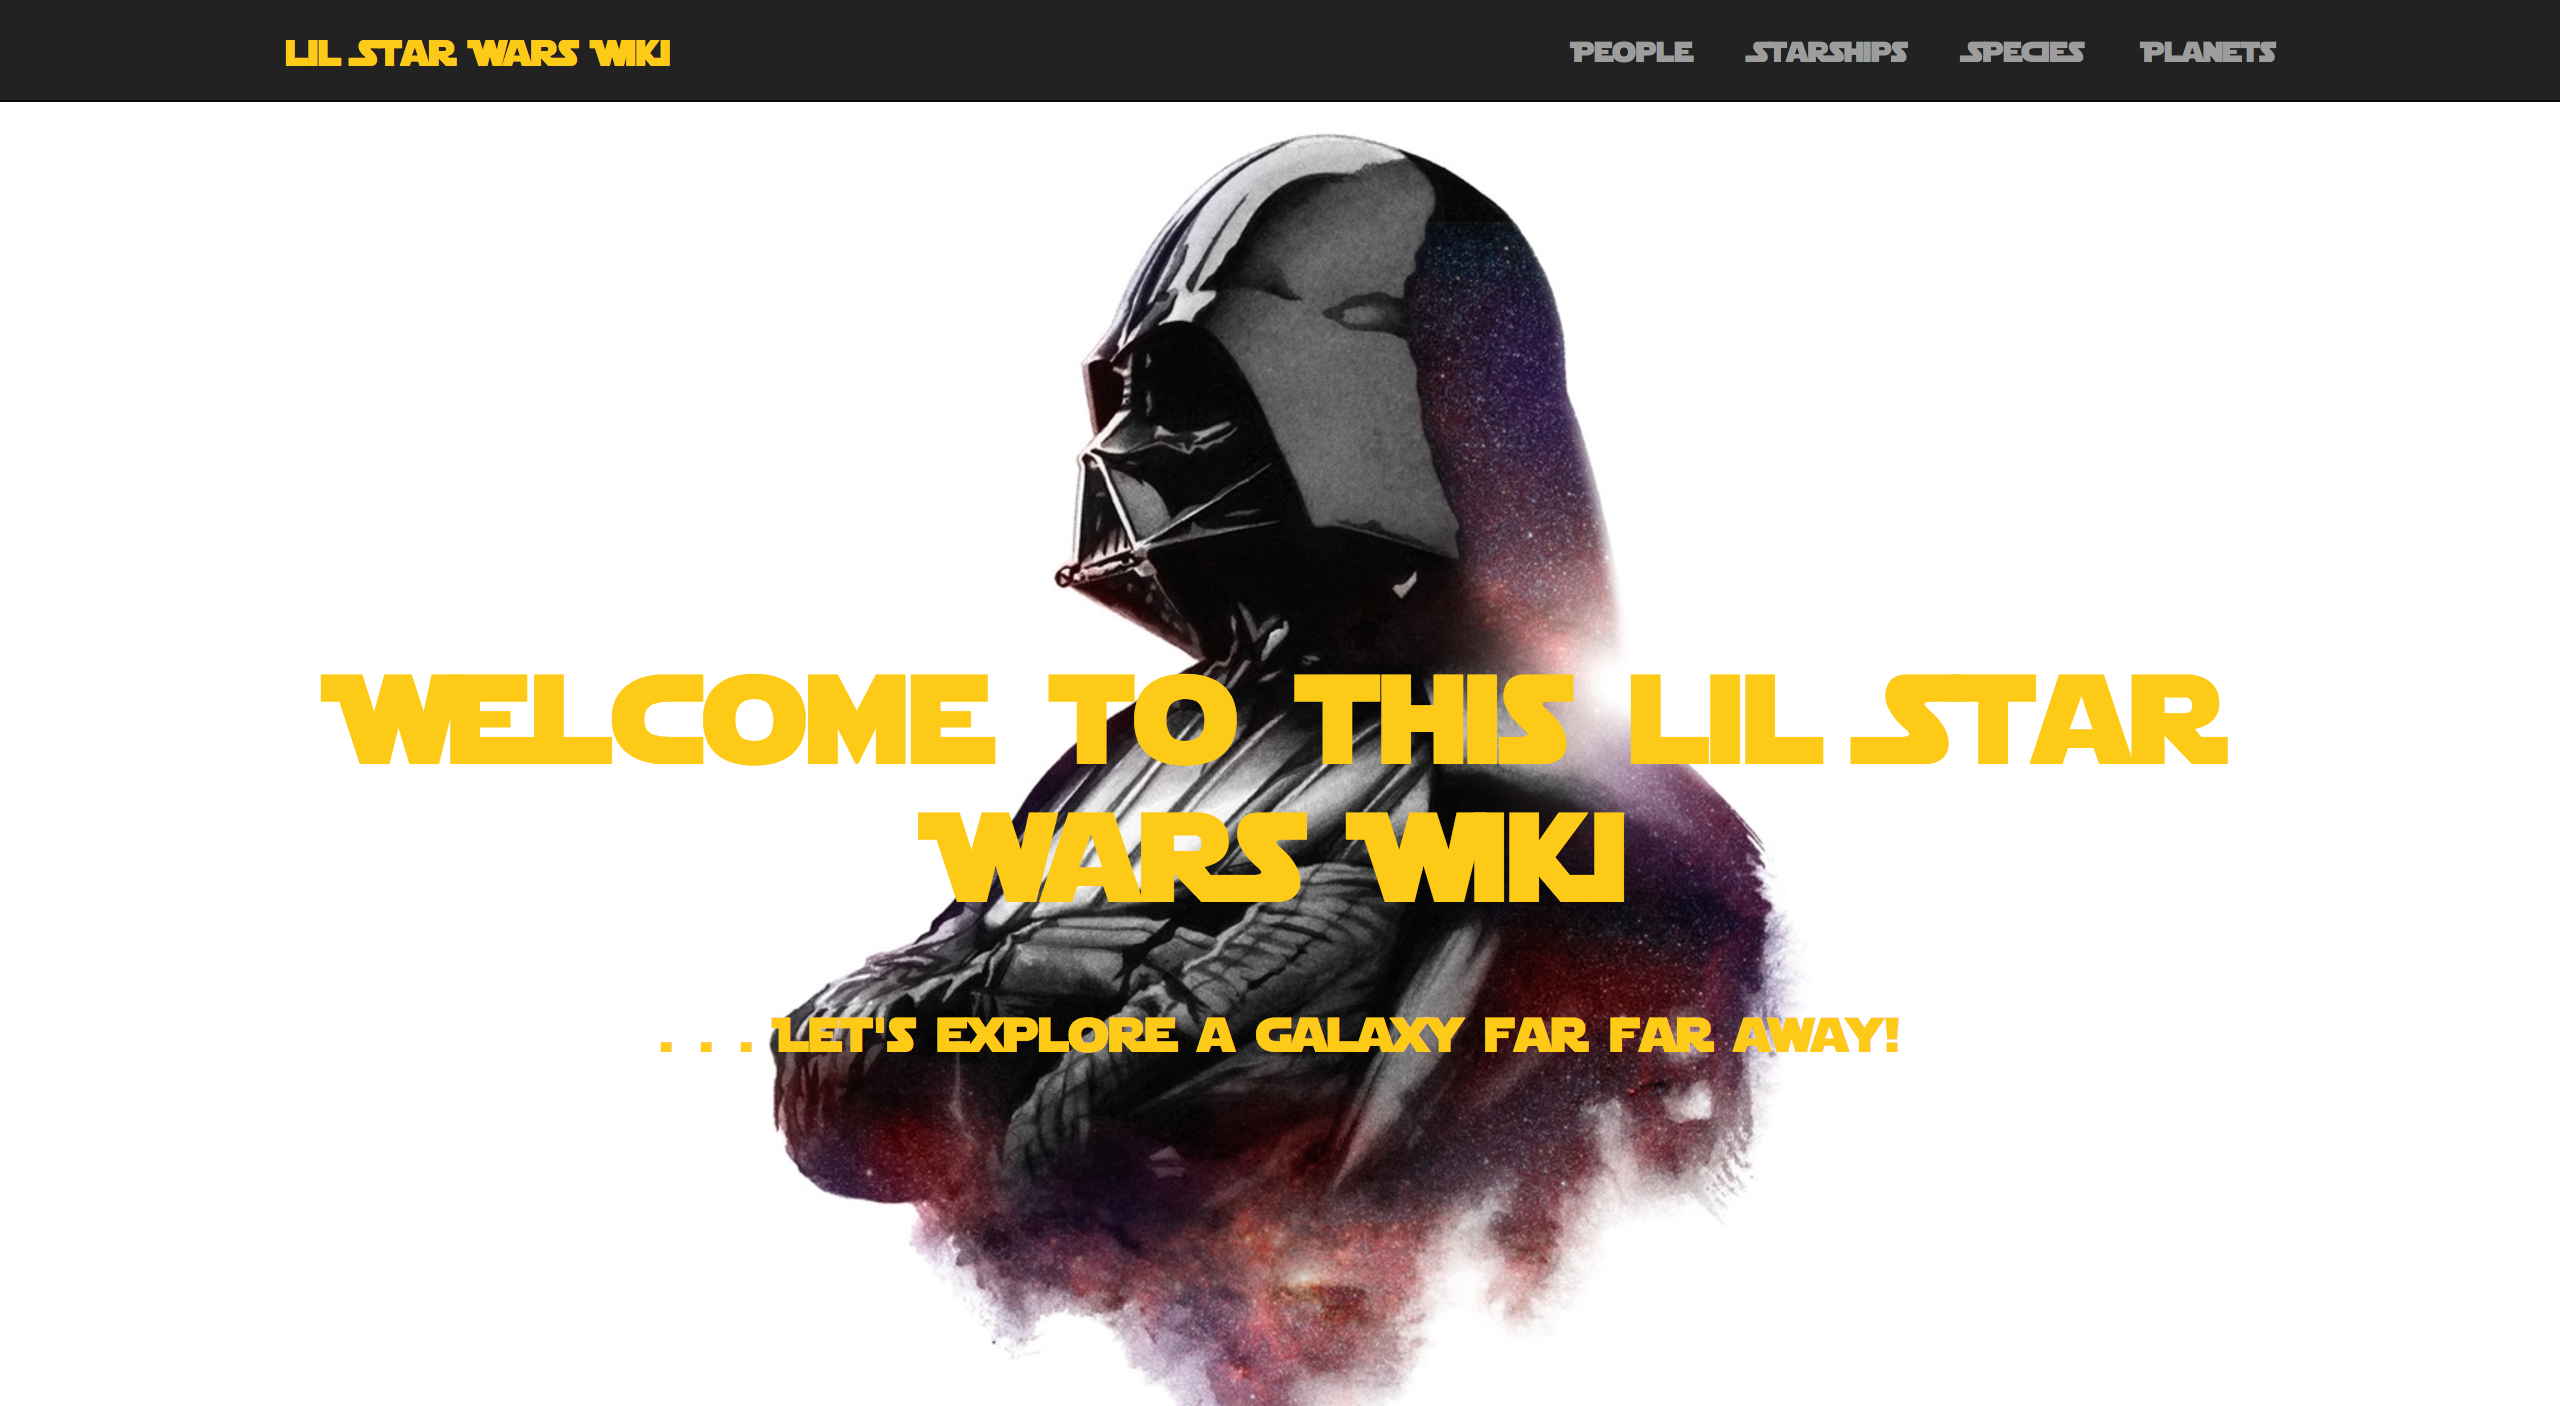 Lil Star Wars Wiki
People Starships Species Planets
Welcome to this lil Star
Wars Wiki
. . . Let's explore a galaxy far far away!